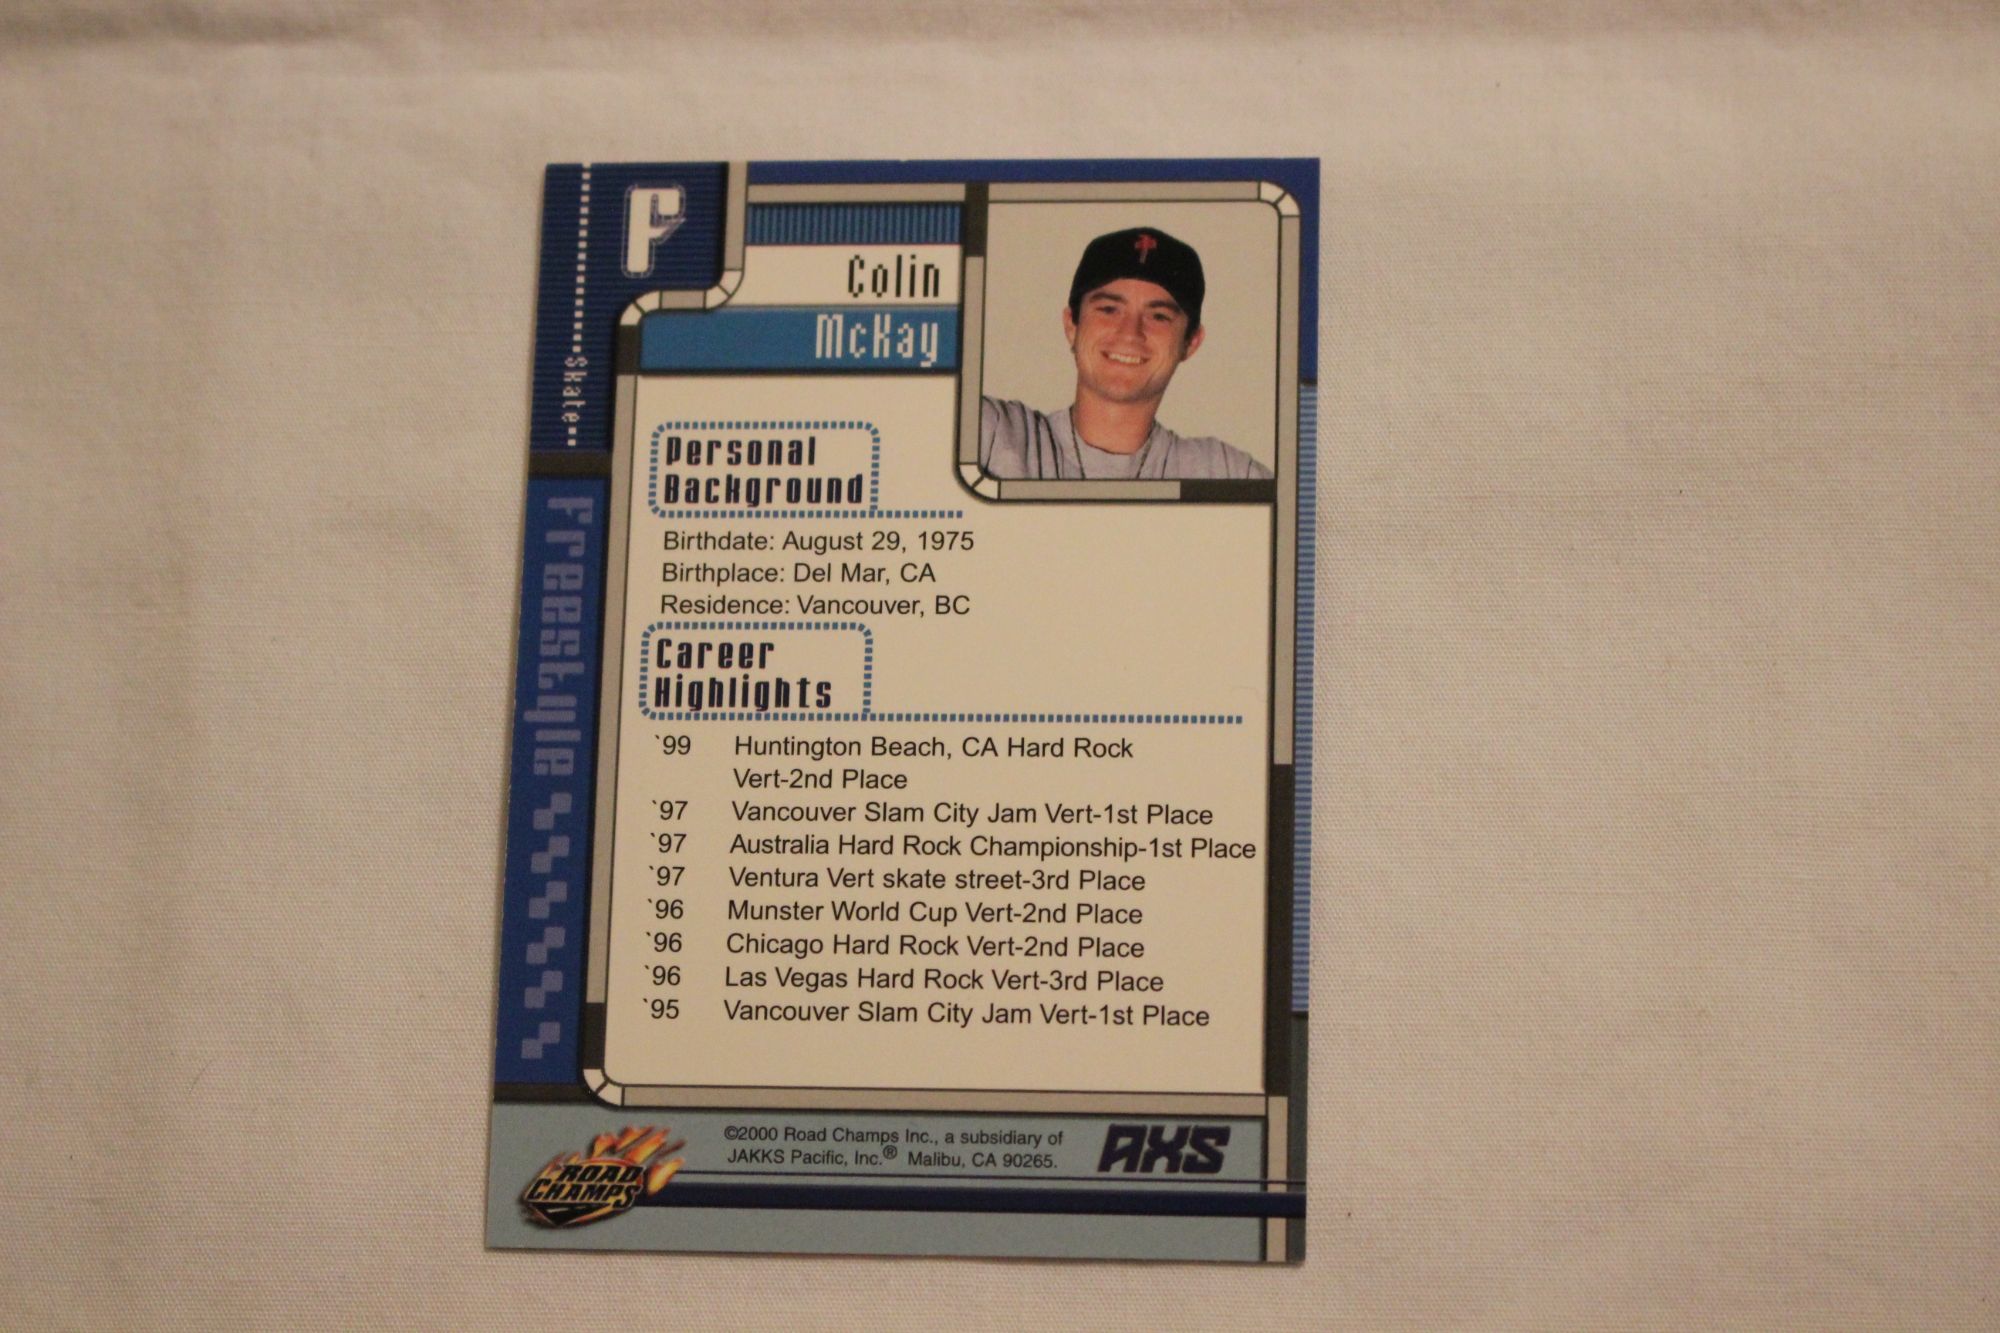 P
Colin
McKay
Skate
Freestyle
Personal
Background
Birthdate: August 29, 1975
Birthplace: Del Mar, CA
Residence: Vancouver, BC
Career
Highlights
`99 Huntington Beach, CA Hard Rock
Vert-2nd Place
`97 Vancouver Slam City Jam Vert-1st Place
`97 Australia Hard Rock Championship-1st Place
`97 Ventura Vert skate street-3rd Place
`96 Munster World Cup Vert-2nd Place
`96 Chicago Hard Rock Vert-2nd Place
`96 Las Vegas Hard Rock Vert-3rd Place
`95 Vancouver Slam City Jam Vert-1st Place
©2000 Road Champs Inc., a subsidiary of
JAKKS Pacific, Inc.® Malibu, CA 90265.
ROAD
CHAMPS
AXS